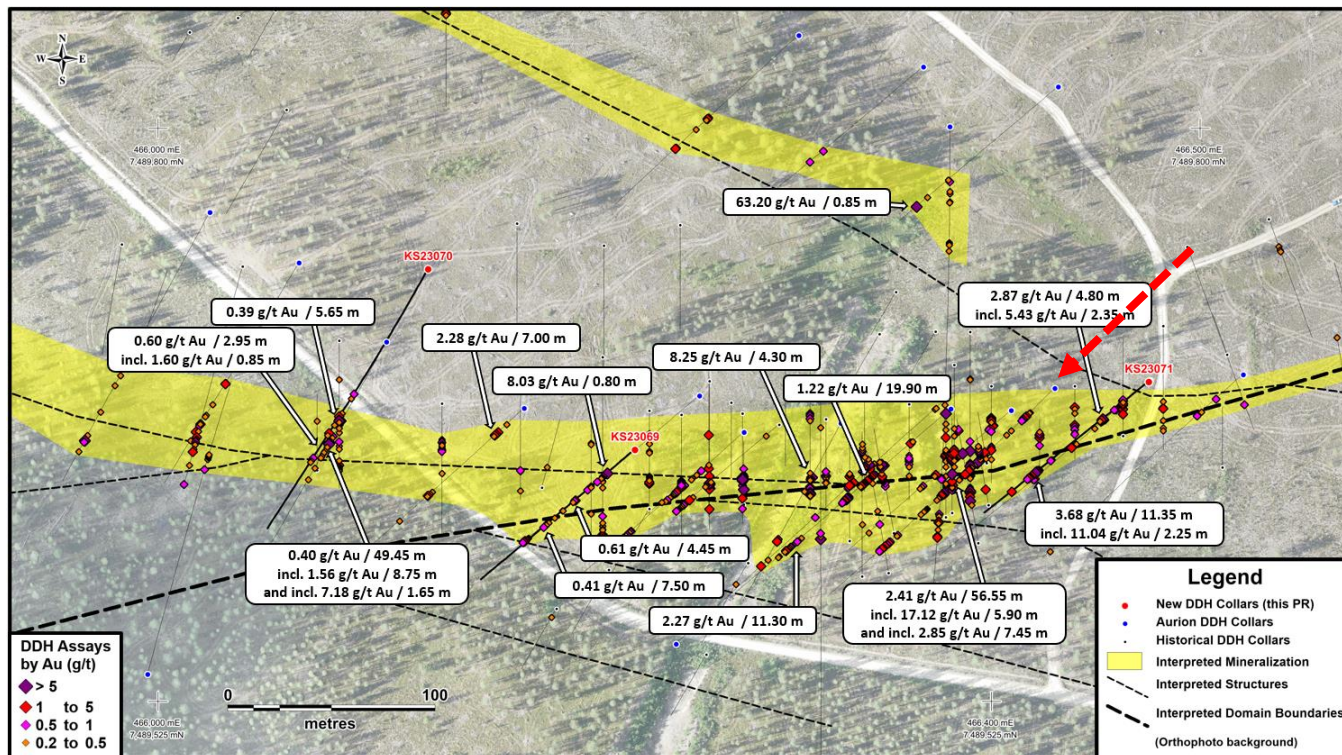 N
W E
S
466,000 mE
7,489,800 mN
466,500 mE
7,489,800 mN
63.20 g/t Au / 0.85 m
KS23070
0.39 g/t Au / 5.65 m
0.60 g/t Au / 2.95 m
incl. 1.60 g/t Au / 0.85 m
2.28 g/t Au / 7.00 m
8.03 g/t Au / 0.80 m
8.25 g/t Au / 4.30 m
1.22 g/t Au / 19.90 m
2.87 g/t Au / 4.80 m
incl. 5.43 g/t Au / 2.35 m
KS23071
KS23069
0.40 g/t Au / 49.45 m
incl. 1.56 g/t Au / 8.75 m
and incl. 7.18 g/t Au / 1.65 m
0.61 g/t Au / 4.45 m
0.41 g/t Au / 7.50 m
2.27 g/t Au / 11.30 m
2.41 g/t Au / 56.55 m
incl. 17.12 g/t Au / 5.90 m
and incl. 2.85 g/t Au / 7.45 m
3.68 g/t Au / 11.35 m
incl. 11.04 g/t Au / 2.25 m
DDH Assays
by Au (g/t)
> 5
1 to 5
0.5 to 1
0.2 to 0.5
466,000 mE
7,489,525 mN
0 100
metres
466,400 mE
7,489,525 mN
Legend
New DDH Collars (this PR)
Aurion DDH Collars
Historical DDH Collars
Interpreted Mineralization
Interpreted Structures
Interpreted Domain Boundaries
(Orthophoto background)